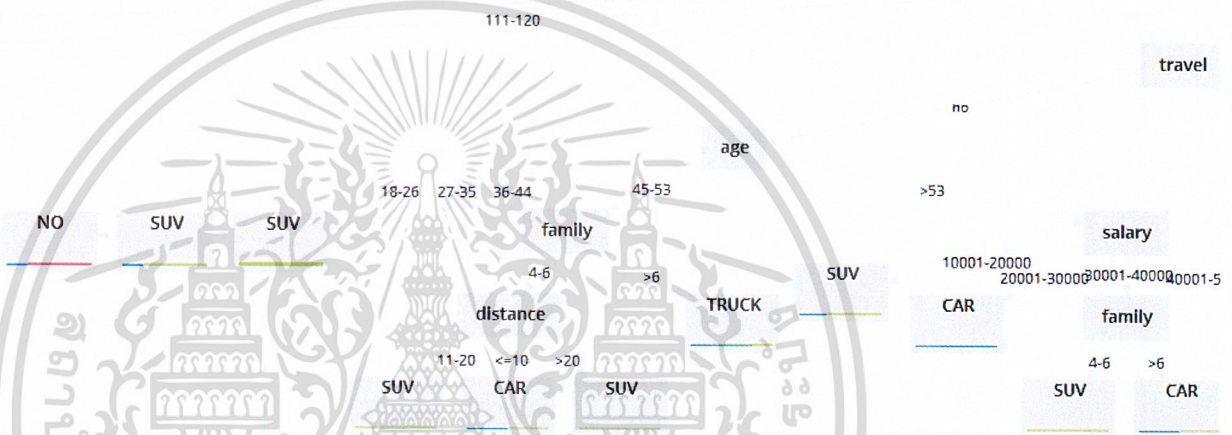 111-120
travel
no
age
18-26 27-35 36-44 45-53 >53
NO SUV SUV family salary
4-6 >6 SUV 10001-20000 20001-30000 30001-40000 40001-5
distance TRUCK CAR family
11-20 <=10 >20 4-6 >6
SUV CAR SUV SUV CAR